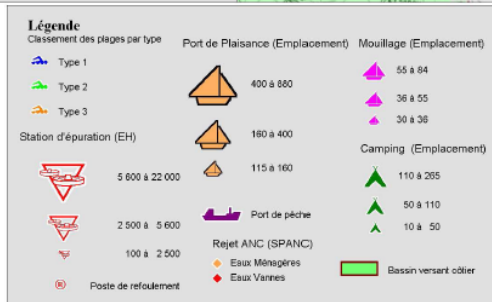 Légende
Classement des plages par type
Type 1
Type 2
Type 3
Station d'épuration (EH)
5 600 à 22 000
2 500 à 5 600
100 à 2 500
Poste de refoulement
Port de Plaisance (Emplacement)
400 à 880
160 à 400
115 à 160
Port de pêche
Rejet ANC (SPANC)
Eaux Ménagères
Eaux Vannes
Mouillage (Emplacement)
55 à 84
36 à 55
30 à 36
Camping (Emplacement)
110 à 265
50 à 110
10 à 50
Bassin versant côtier